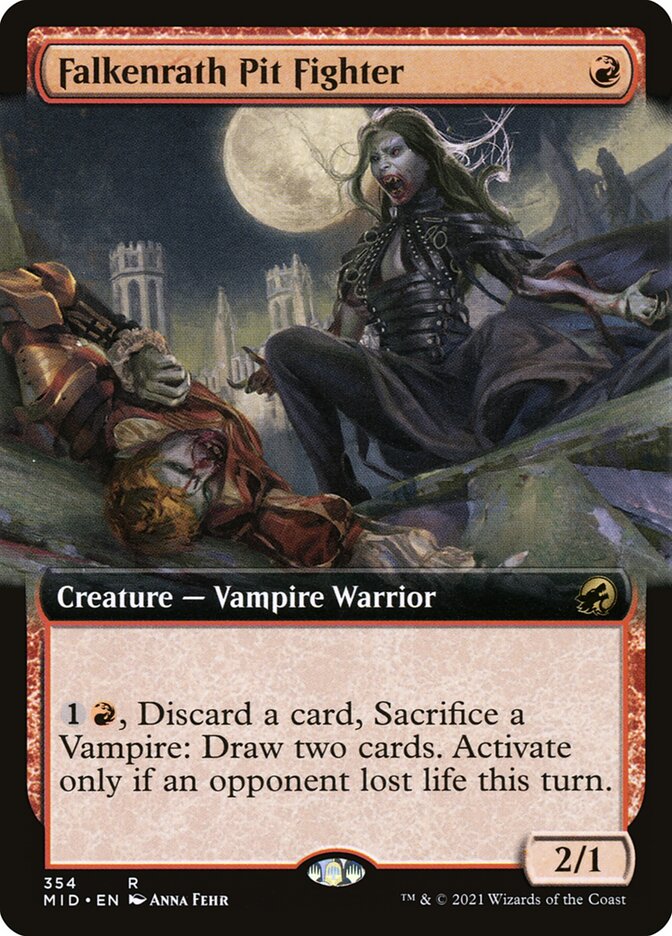 Falkenrath Pit Fighter
Creature — Vampire Warrior
1 , Discard a card, Sacrifice a
Vampire: Draw two cards. Activate
only if an opponent lost life this turn.
2/1
354 R
MID • EN Anna Fehr
™ & © 2021 Wizards of the Coast